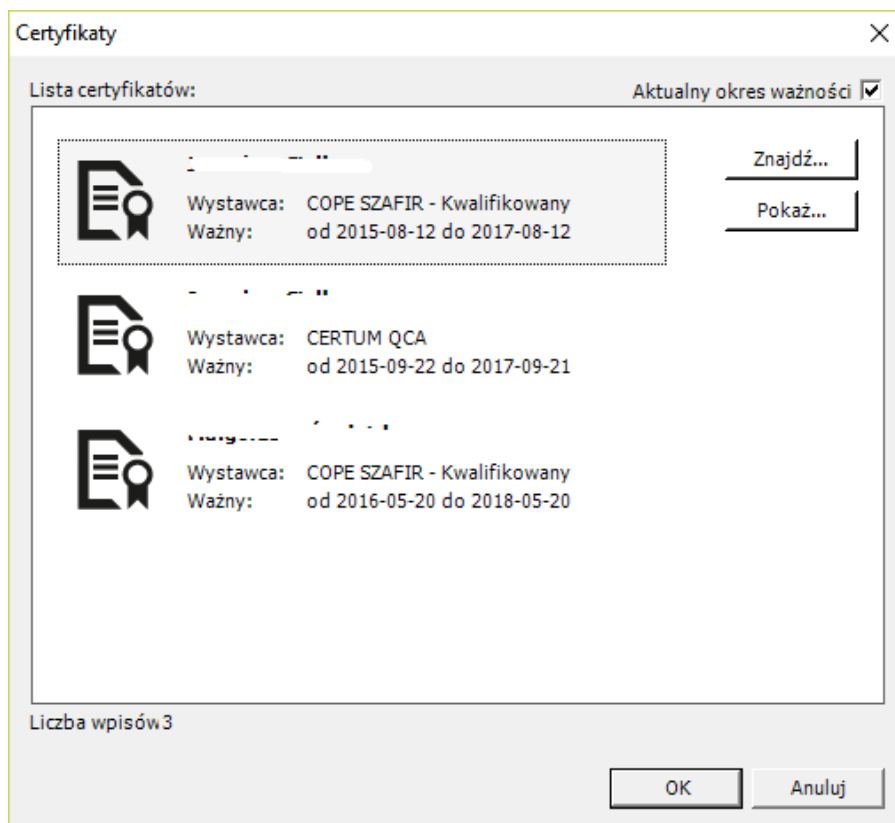 Certyfikaty
Lista certyfikatów:
Aktualny okres ważności
Znajdź...
Pokaż...
Wystawca: COPE SZAFIR - Kwalifikowany
Ważny: od 2015-08-12 do 2017-08-12
Wystawca: CERTUM QCA
Ważny: od 2015-09-22 do 2017-09-21
Wystawca: COPE SZAFIR - Kwalifikowany
Ważny: od 2016-05-20 do 2018-05-20
Liczba wpisów 3
OK
Anuluj